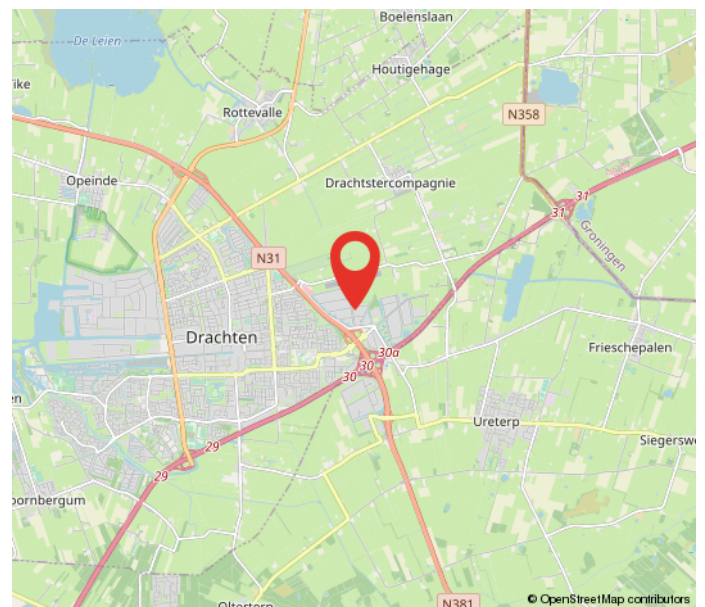 Boelenslaan
De Leien
Houtigehage
Rottevalle
N358
Opeinde
Drachtstercompagnie
31
31
Groningen
N31
Drachten
30a
30
30
Frieschepalen
Ureterp
29
29
N381
© OpenStreetMap contributors